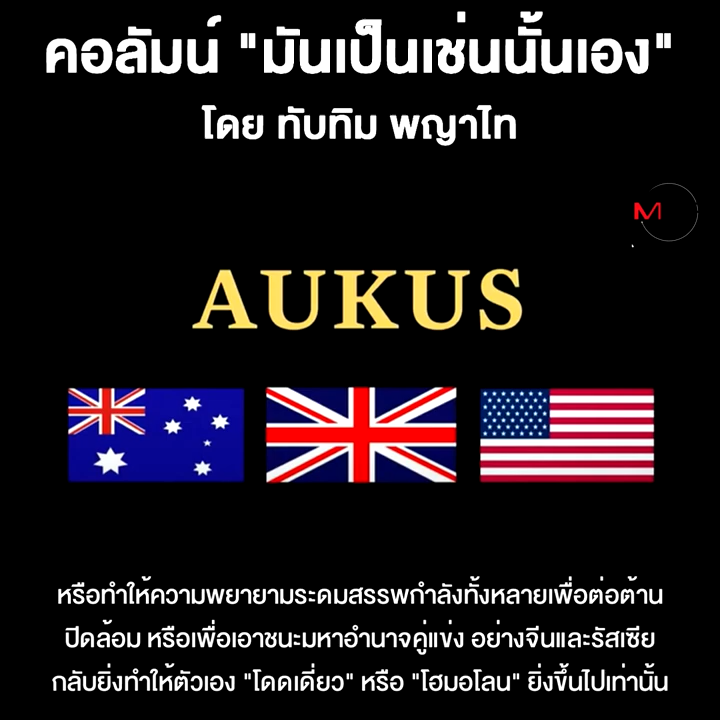 คอลัมน์ "มันเป็นเช่นนั้นเอง"
โดย ทับทิม พญาไท
M
AUKUS
หรือทำให้ความพยายามระดมสรรพกำลังทั้งหลายเพื่อต่อต้าน
ปิดล้อม หรือเพื่อเอาชนะมหาอำนาจคู่แข่ง อย่างจีนและรัสเซีย
กลับยิ่งทำให้ตัวเอง "โดดเดี่ยว" หรือ "โฮมอโลน" ยิ่งขึ้นไปเท่านั้น